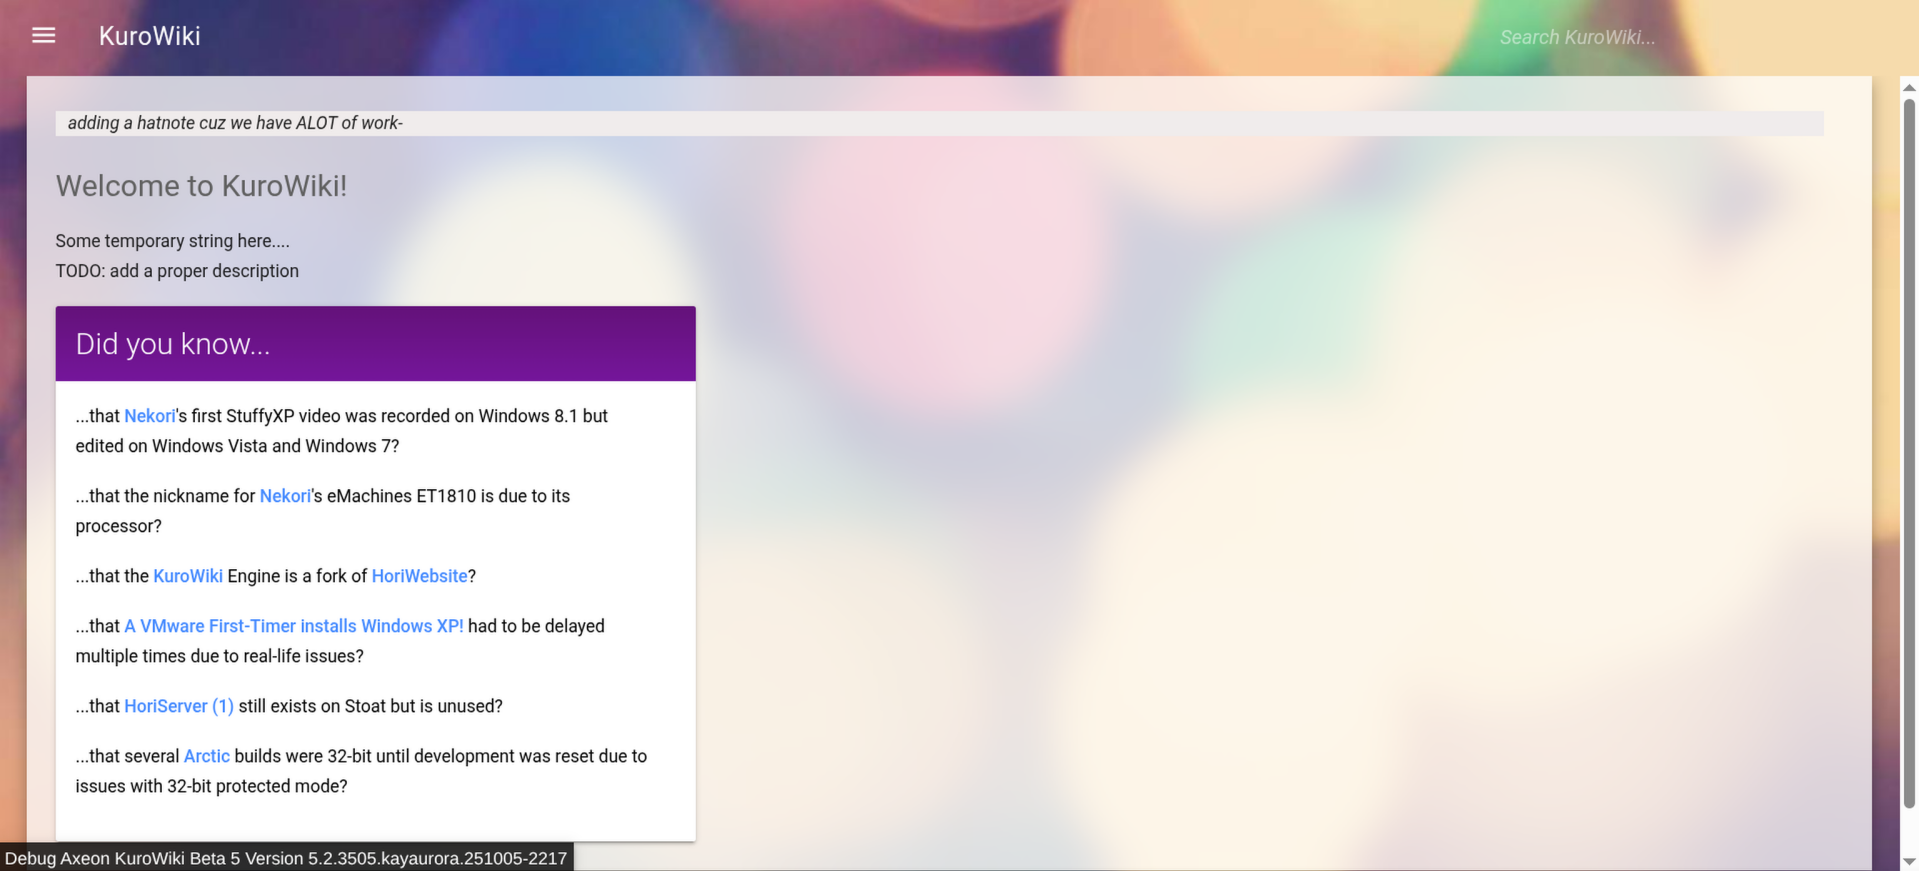 KuroWiki
Search KuroWiki...
adding a hatnote cuz we have ALOT of work-
Welcome to KuroWiki!
Some temporary string here....
TODO: add a proper description
Did you know...
...that Nekori's first StuffyXP video was recorded on Windows 8.1 but
edited on Windows Vista and Windows 7?
...that the nickname for Nekori's eMachines ET1810 is due to its
processor?
...that the KuroWiki Engine is a fork of HoriWebsite?
...that A VMware First-Timer installs Windows XP! had to be delayed
multiple times due to real-life issues?
...that HoriServer (1) still exists on Stoat but is unused?
...that several Arctic builds were 32-bit until development was reset due to
issues with 32-bit protected mode?
Debug Axeon KuroWiki Beta 5 Version 5.2.3505.kayaurora.251005-2217